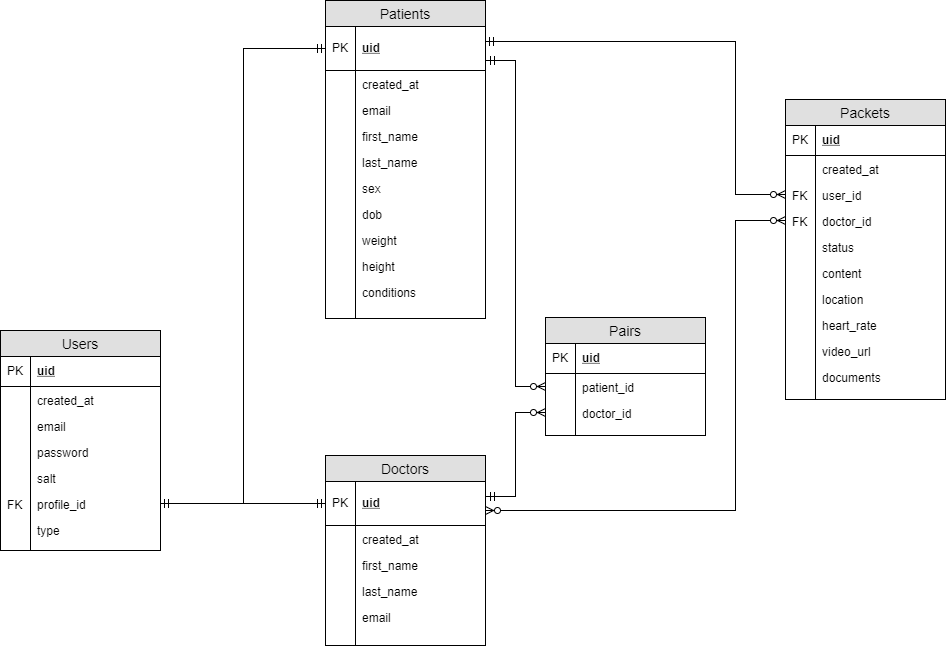 Patients
PK uid
created_at
email
first_name
last_name
sex
dob
weight
height
conditions
Packets
PK uid
created_at
FK user_id
FK doctor_id
status
content
location
heart_rate
video_url
documents
Pairs
PK uid
patient_id
doctor_id
Users
PK uid
created_at
email
password
salt
FK profile_id
type
Doctors
PK uid
created_at
first_name
last_name
email